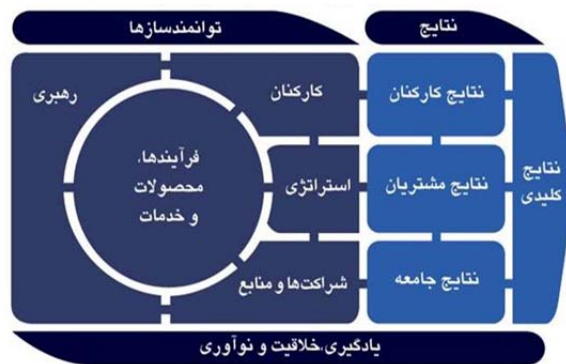 نتایج
توانمندسازها
نتایج
کلیدی
نتایج کارکنان
نتایج مشتریان
نتایج جامعه
کارکنان
استراتژی
شراکت‌ها و منابع
رهبری
فرآیندها،
محصولات
و خدمات
یادگیری،خلاقیت و نوآوری